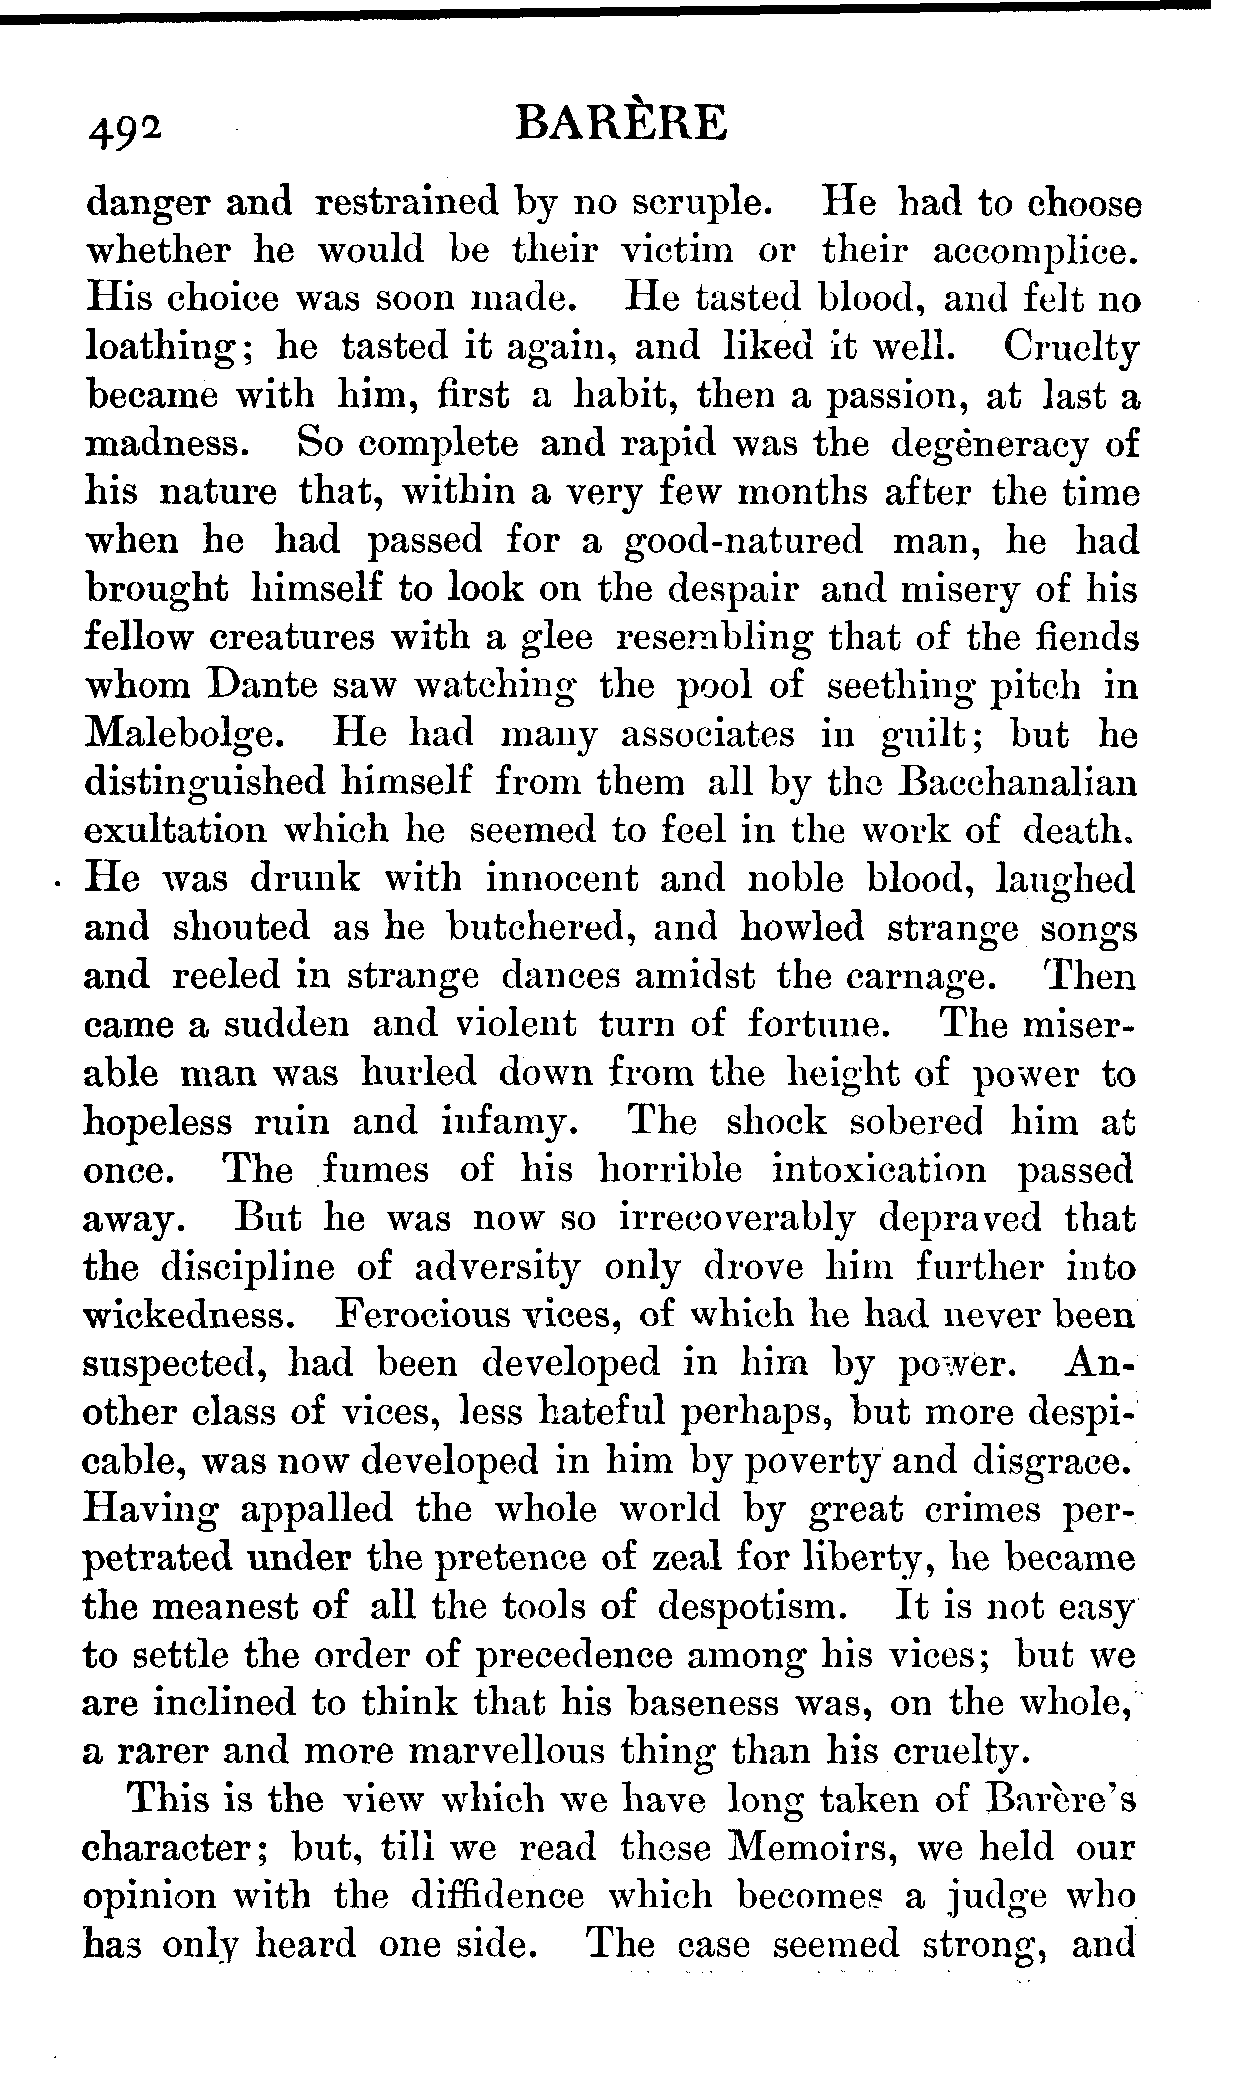 492 BARÈRE
danger and restrained by no scruple. He had to choose
whether he would be their victim or their accomplice.
His choice was soon made. He tasted blood, and felt no
loathing; he tasted it again, and liked it well. Cruelty
became with him, first a habit, then a passion, at last a
madness. So complete and rapid was the degeneracy of
his nature that, within a very few months after the time
when he had passed for a good-natured man, he had
brought himself to look on the despair and misery of his
fellow creatures with a glee resembling that of the fiends
whom Dante saw watching the pool of seething pitch in
Malebolge. He had many associates in guilt; but he
distinguished himself from them all by the Bacchanalian
exultation which he seemed to feel in the work of death.
He was drunk with innocent and noble blood, laughed
and shouted as he butchered, and howled strange songs
and reeled in strange dances amidst the carnage. Then
came a sudden and violent turn of fortune. The miser-
able man was hurled down from the height of power to
hopeless ruin and infamy. The shock sobered him at
once. The fumes of his horrible intoxication passed
away. But he was now so irrecoverably depraved that
the discipline of adversity only drove him further into
wickedness. Ferocious vices, of which he had never been
suspected, had been developed in him by power. An-
other class of vices, less hateful perhaps, but more despi-
cable, was now developed in him by poverty and disgrace.
Having appalled the whole world by great crimes per-
petrated under the pretence of zeal for liberty, he became
the meanest of all the tools of despotism. It is not easy
to settle the order of precedence among his vices; but we
are inclined to think that his baseness was, on the whole,
a rarer and more marvellous thing than his cruelty.
This is the view which we have long taken of Barère's
character; but, till we read these Memoirs, we held our
opinion with the diffidence which becomes a judge who
has only heard one side. The case seemed strong, and